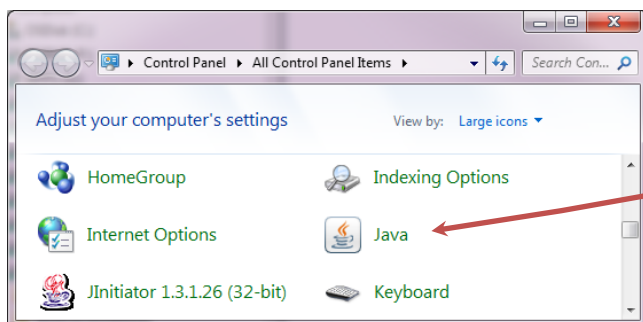 Control Panel All Control Panel Items Search Con...
Adjust your computer's settings View by: Large icons
HomeGroup Indexing Options
Internet Options Java
JInitiator 1.3.1.26 (32-bit) Keyboard